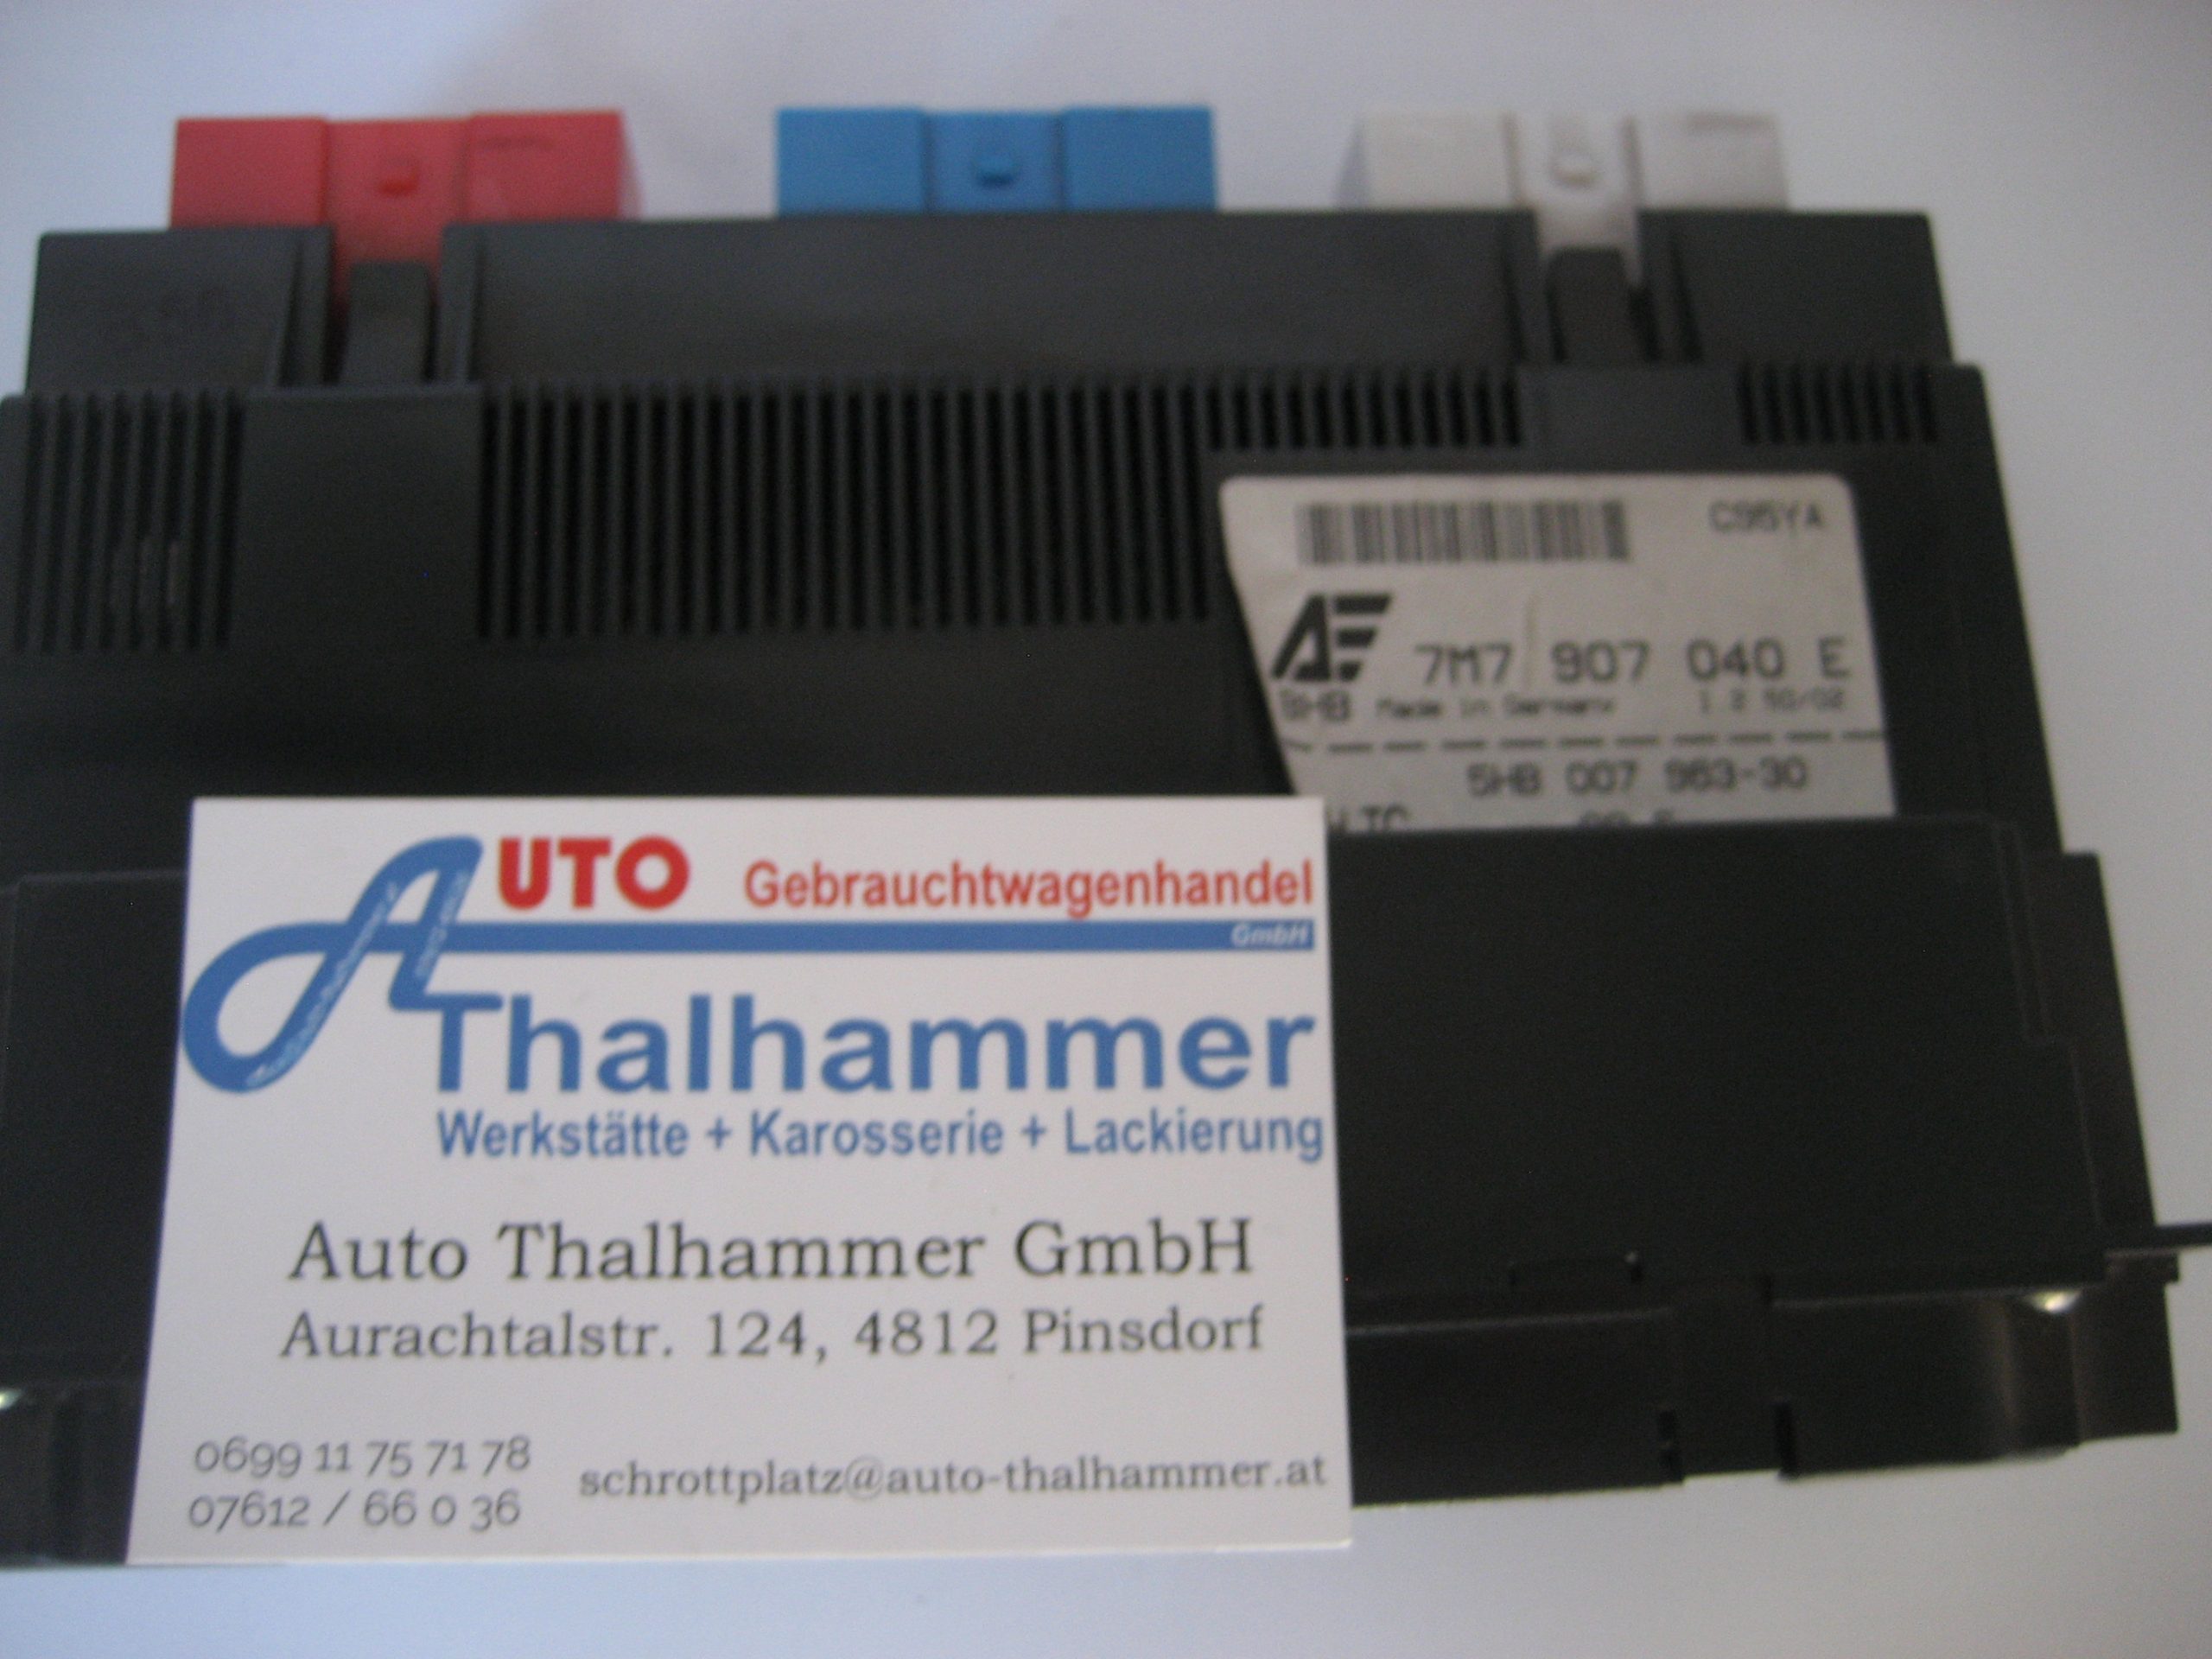 C95YA
7M7 907 040 E
5HB Made in Germany
5HB 007 963-30
AUTO Gebrauchtwagenhandel
GmbH
Thalhammer
Werkstätte + Karosserie + Lackierung
Auto Thalhammer GmbH
Aurachtalstr. 124, 4812 Pinsdorf
0699 11 75 71 78
schrottplatz@auto-thalhammer.at
07612 / 66 0 36